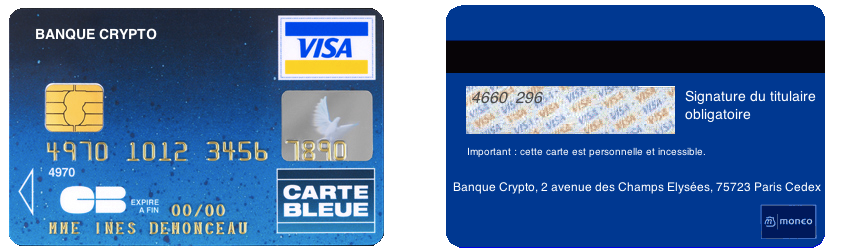 BANQUE CRYPTO
VISA
4970 1012 3456 7890
4970
CB
EXPIRE
A FIN
00/00
MME INES DEMONCEAU
CARTE
BLEUE
4660 296
Signature du titulaire
obligatoire
Important : cette carte est personnelle et incessible.
Banque Crypto, 2 avenue des Champs Elysées, 75723 Paris Cedex
monco